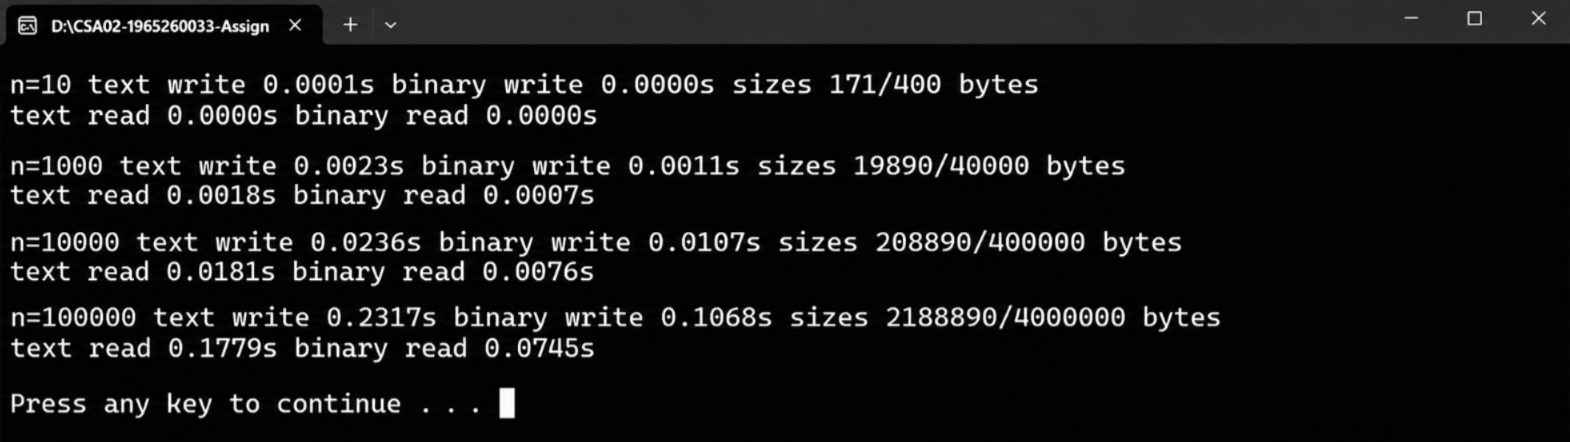 D:\CSA02-1965260033-Assign
n=10 text write 0.0001s binary write 0.0000s sizes 171/400 bytes
text read 0.0000s binary read 0.0000s
n=1000 text write 0.0023s binary write 0.0011s sizes 19890/40000 bytes
text read 0.0018s binary read 0.0007s
n=10000 text write 0.0236s binary write 0.0107s sizes 208890/400000 bytes
text read 0.0181s binary read 0.0076s
n=100000 text write 0.2317s binary write 0.1068s sizes 2188890/4000000 bytes
text read 0.1779s binary read 0.0745s
Press any key to continue . . .